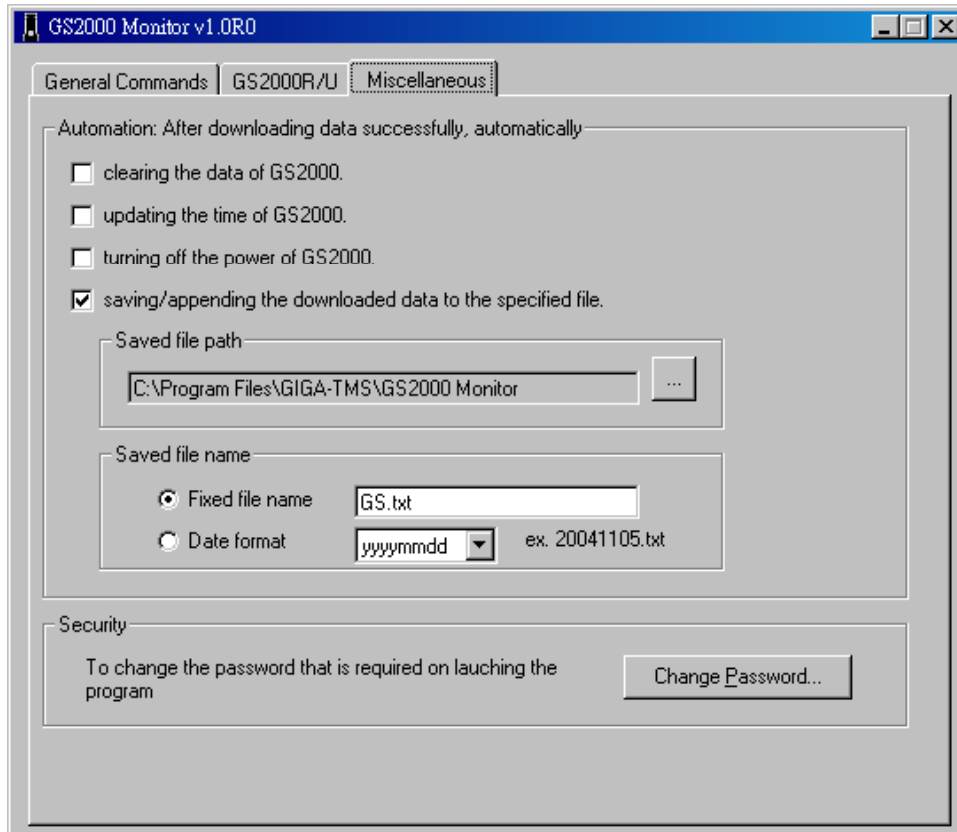 GS2000 Monitor v1.0R0
General Commands GS2000R/U Miscellaneous
Automation: After downloading data successfully, automatically
clearing the data of GS2000.
updating the time of GS2000.
turning off the power of GS2000.
saving/appending the downloaded data to the specified file.
Saved file path
C:\Program Files\GIGA-TMS\GS2000 Monitor ...
Saved file name
Fixed file name GS.txt
Date format yyyymmdd ex. 20041105.txt
Security
To change the password that is required on lauching the
program
Change Password...